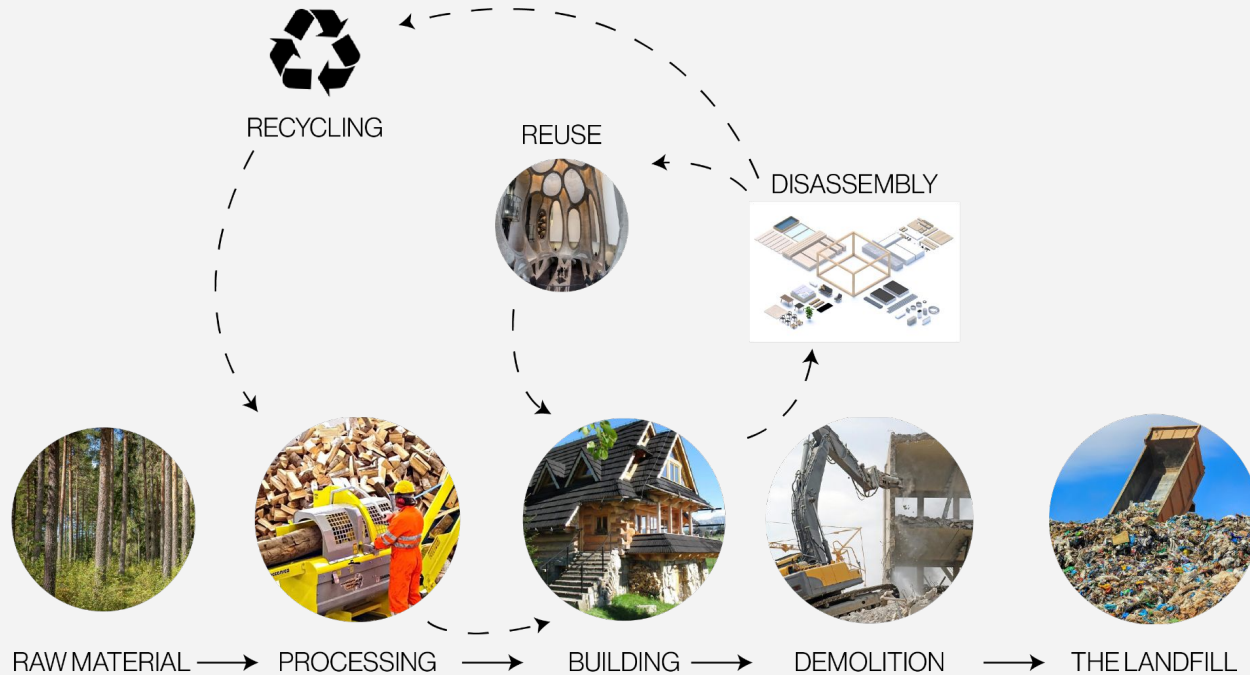 RECYCLING
REUSE
DISASSEMBLY
RAW MATERIAL
PROCESSING
BUILDING
DEMOLITION
THE LANDFILL